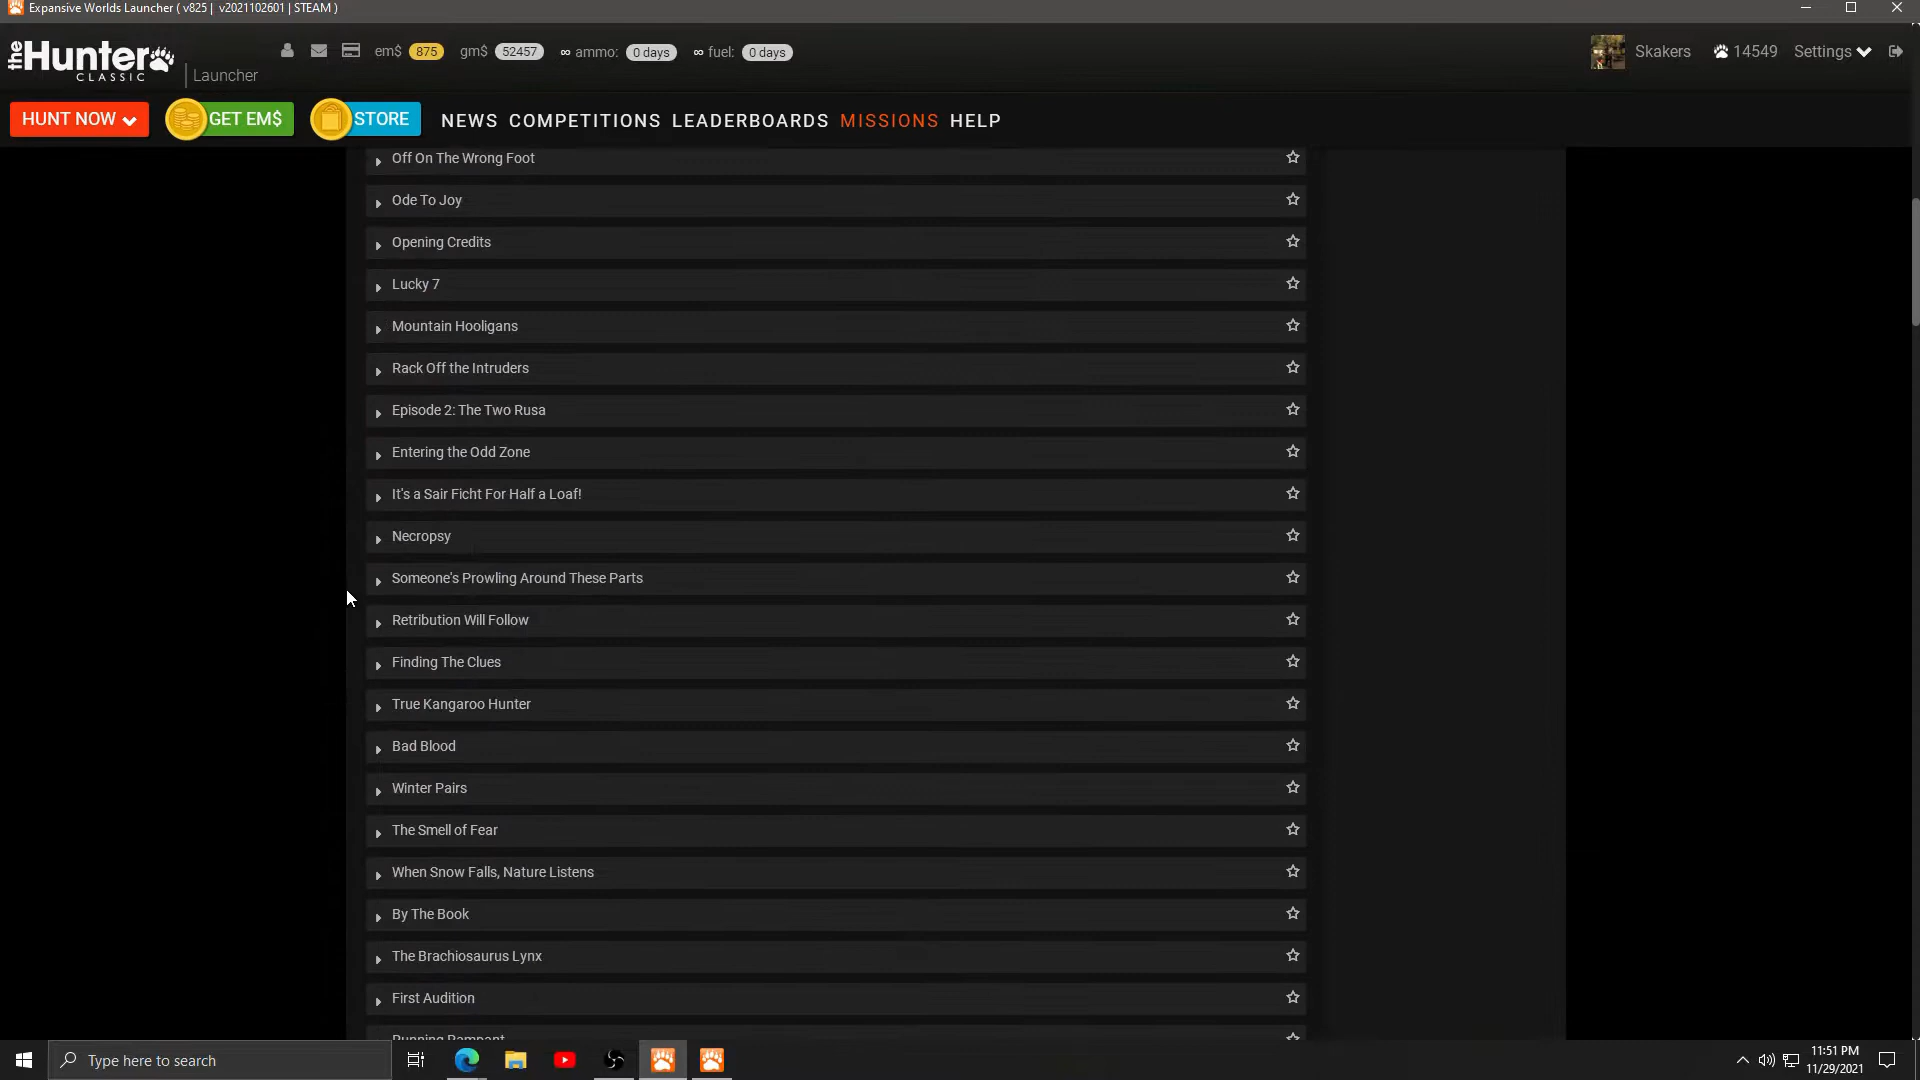 Expansive Worlds Launcher ( v825 | v2021102601 | STEAM )
theHunter CLASSIC | Launcher
em$ 875 gm$ 52457 ∞ ammo: 0 days ∞ fuel: 0 days
Skakers 14549 Settings
HUNT NOW GET EM$ STORE NEWS COMPETITIONS LEADERBOARDS MISSIONS HELP
Off On The Wrong Foot
Ode To Joy
Opening Credits
Lucky 7
Mountain Hooligans
Rack Off the Intruders
Episode 2: The Two Rusa
Entering the Odd Zone
It's a Sair Ficht For Half a Loaf!
Necropsy
Someone's Prowling Around These Parts
Retribution Will Follow
Finding The Clues
True Kangaroo Hunter
Bad Blood
Winter Pairs
The Smell of Fear
When Snow Falls, Nature Listens
By The Book
The Brachiosaurus Lynx
First Audition
Running Rampant
Type here to search
11:51 PM
11/29/2021